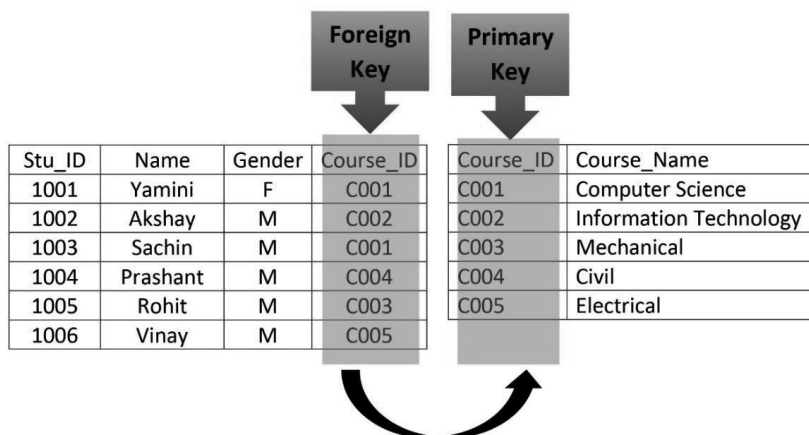 Foreign Key
Primary Key
Stu_ID Name Gender Course_ID
1001 Yamini F C001
1002 Akshay M C002
1003 Sachin M C001
1004 Prashant M C004
1005 Rohit M C003
1006 Vinay M C005
Course_ID Course_Name
C001 Computer Science
C002 Information Technology
C003 Mechanical
C004 Civil
C005 Electrical